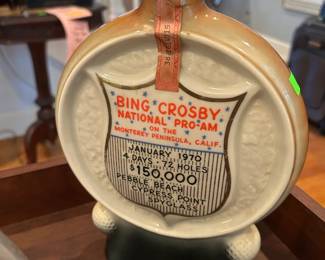 BING CROSBY
NATIONAL PRO-AM
ON THE
MONTEREY PENINSULA, CALIF.
JANUARY 1970
4 DAYS · 72 HOLES
$150,000
PEBBLE BEACH
CYPRESS POINT
SPYGLASS